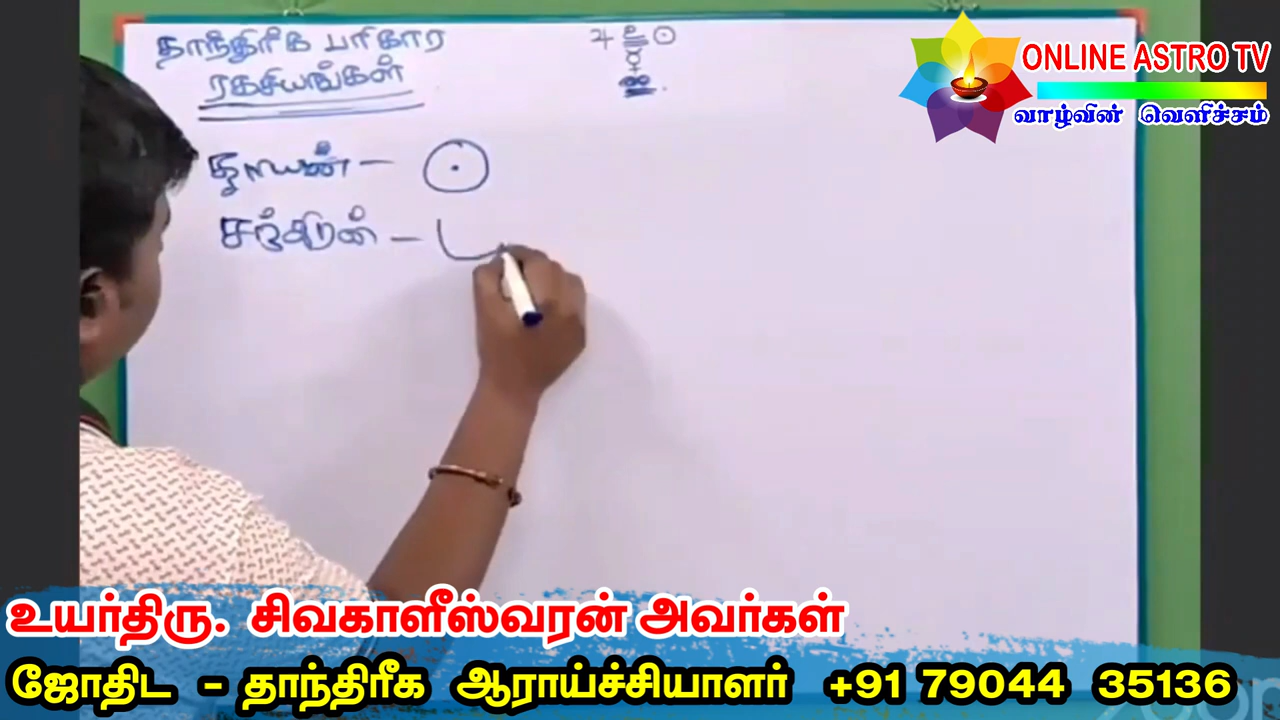 தாந்திரீக பரிகார
ரகசியங்கள்
ONLINE ASTRO TV
வாழ்வின் வெளிச்சம்
சூரியன் – ☉
சந்திரன் –
உயர்திரு. சிவகாளீஸ்வரன் அவர்கள்
ஜோதிட - தாந்திரீக ஆராய்ச்சியாளர் +91 79044 35136